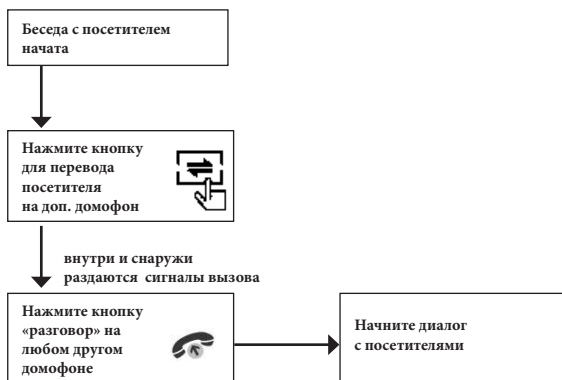 Беседа с посетителем
начата
Нажмите кнопку
для перевода
посетителя
на доп. домофон
внутри и снаружи
раздаются сигналы вызова
Нажмите кнопку
«разговор» на
любом другом
домофоне
Начните диалог
с посетителями